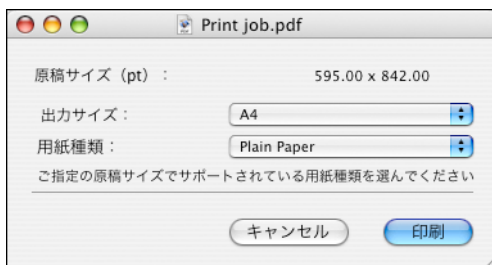 Print job.pdf
原稿サイズ（pt）： 595.00 x 842.00
出力サイズ： A4
用紙種類： Plain Paper
ご指定の原稿サイズでサポートされている用紙種類を選んでください
キャンセル 印刷